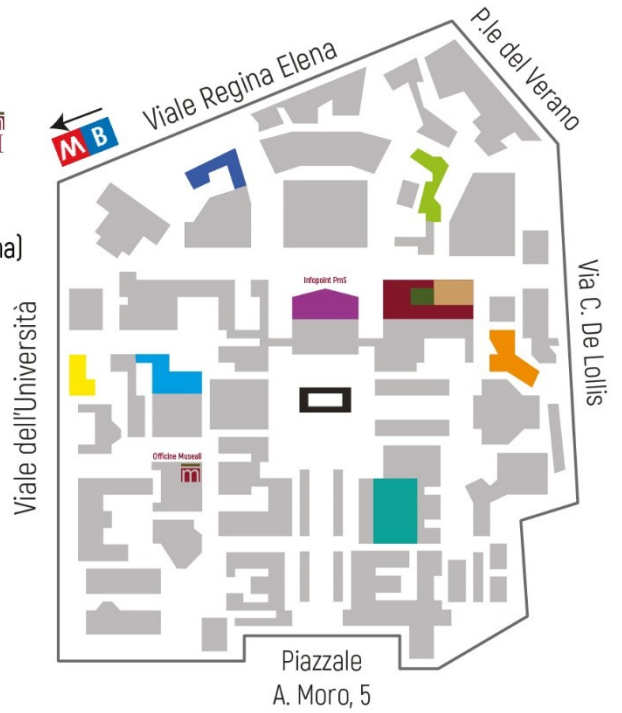 P.le del Verano
Viale Regina Elena
M B
na)
Infopoint PmS
Via C. De Lollis
Viale dell'Università
Officine Museali
m
Piazzale
A. Moro, 5